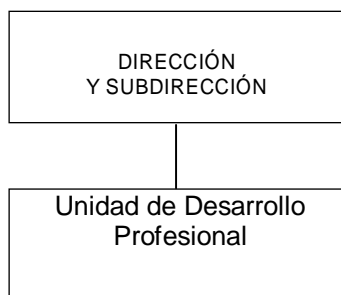 DIRECCIÓN
Y SUBDIRECCIÓN
Unidad de Desarrollo
Profesional